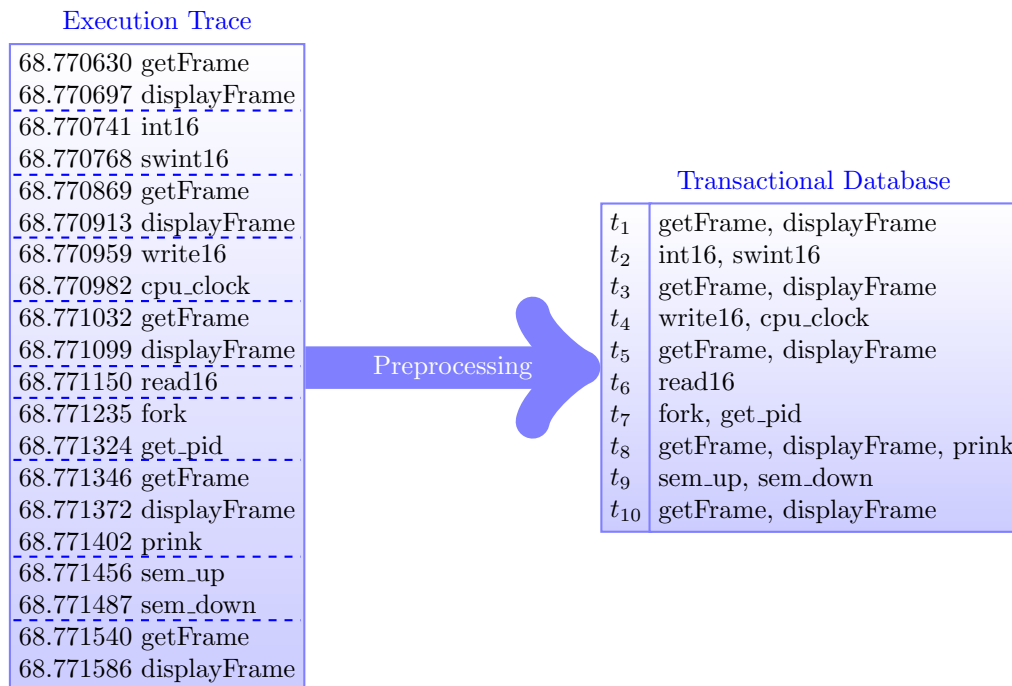 Execution Trace
68.770630 getFrame
68.770697 displayFrame
68.770741 int16
68.770768 swint16
68.770869 getFrame
68.770913 displayFrame
68.770959 write16
68.770982 cpu_clock
68.771032 getFrame
68.771099 displayFrame
68.771150 read16
68.771235 fork
68.771324 get_pid
68.771346 getFrame
68.771372 displayFrame
68.771402 prink
68.771456 sem_up
68.771487 sem_down
68.771540 getFrame
68.771586 displayFrame
Preprocessing
Transactional Database
t1 getFrame, displayFrame
t2 int16, swint16
t3 getFrame, displayFrame
t4 write16, cpu_clock
t5 getFrame, displayFrame
t6 read16
t7 fork, get_pid
t8 getFrame, displayFrame, prink
t9 sem_up, sem_down
t10 getFrame, displayFrame